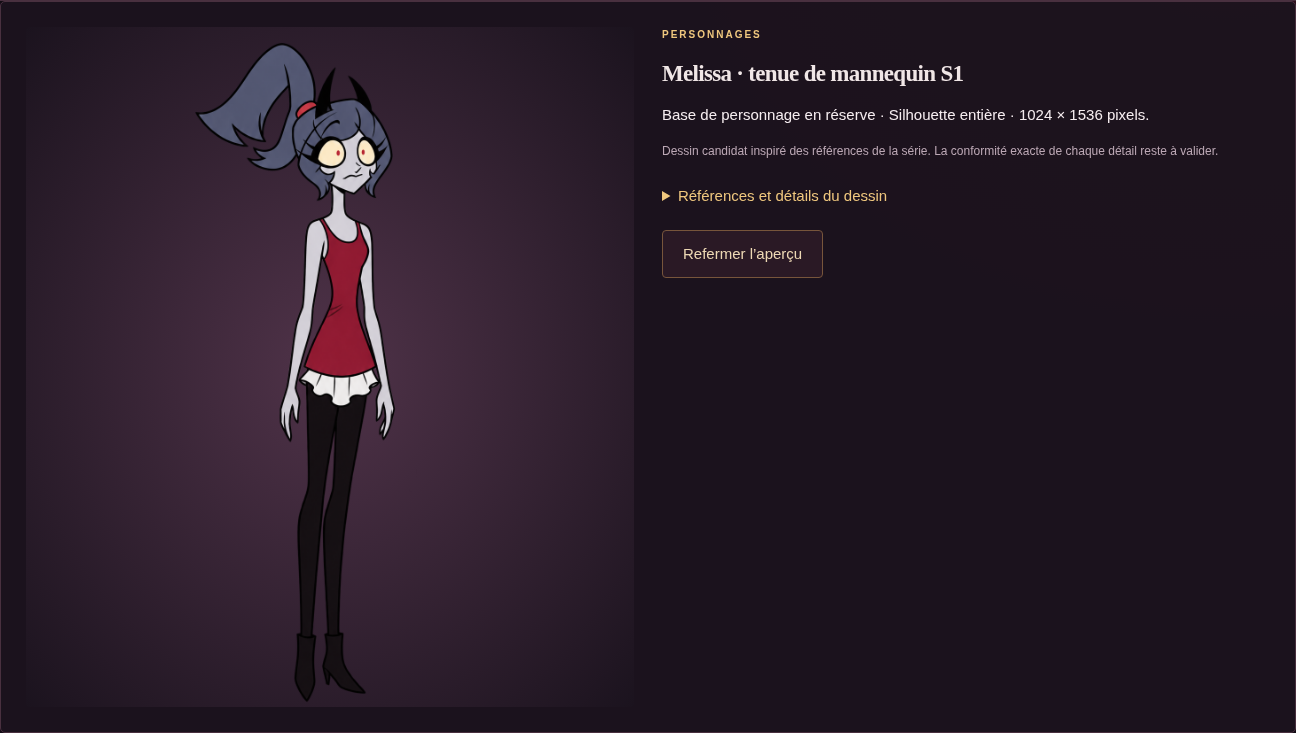 PERSONNAGES
Melissa · tenue de mannequin S1
Base de personnage en réserve · Silhouette entière · 1024 × 1536 pixels.
Dessin candidat inspiré des références de la série. La conformité exacte de chaque détail reste à valider.
Références et détails du dessin
Refermer l’aperçu